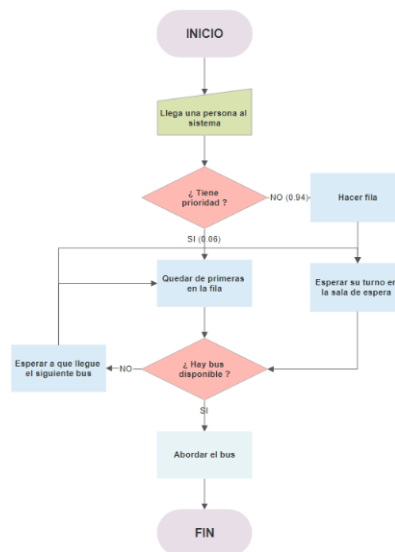 INICIO
Llega una persona al
sistema
¿ Tiene
prioridad ?
NO (0.94)
Hacer fila
SI (0.06)
Quedar de primeras
en la fila
Esperar su turno en
la sala de espera
Esperar a que llegue
el siguiente bus
NO
¿ Hay bus
disponible ?
SI
Abordar el bus
FIN